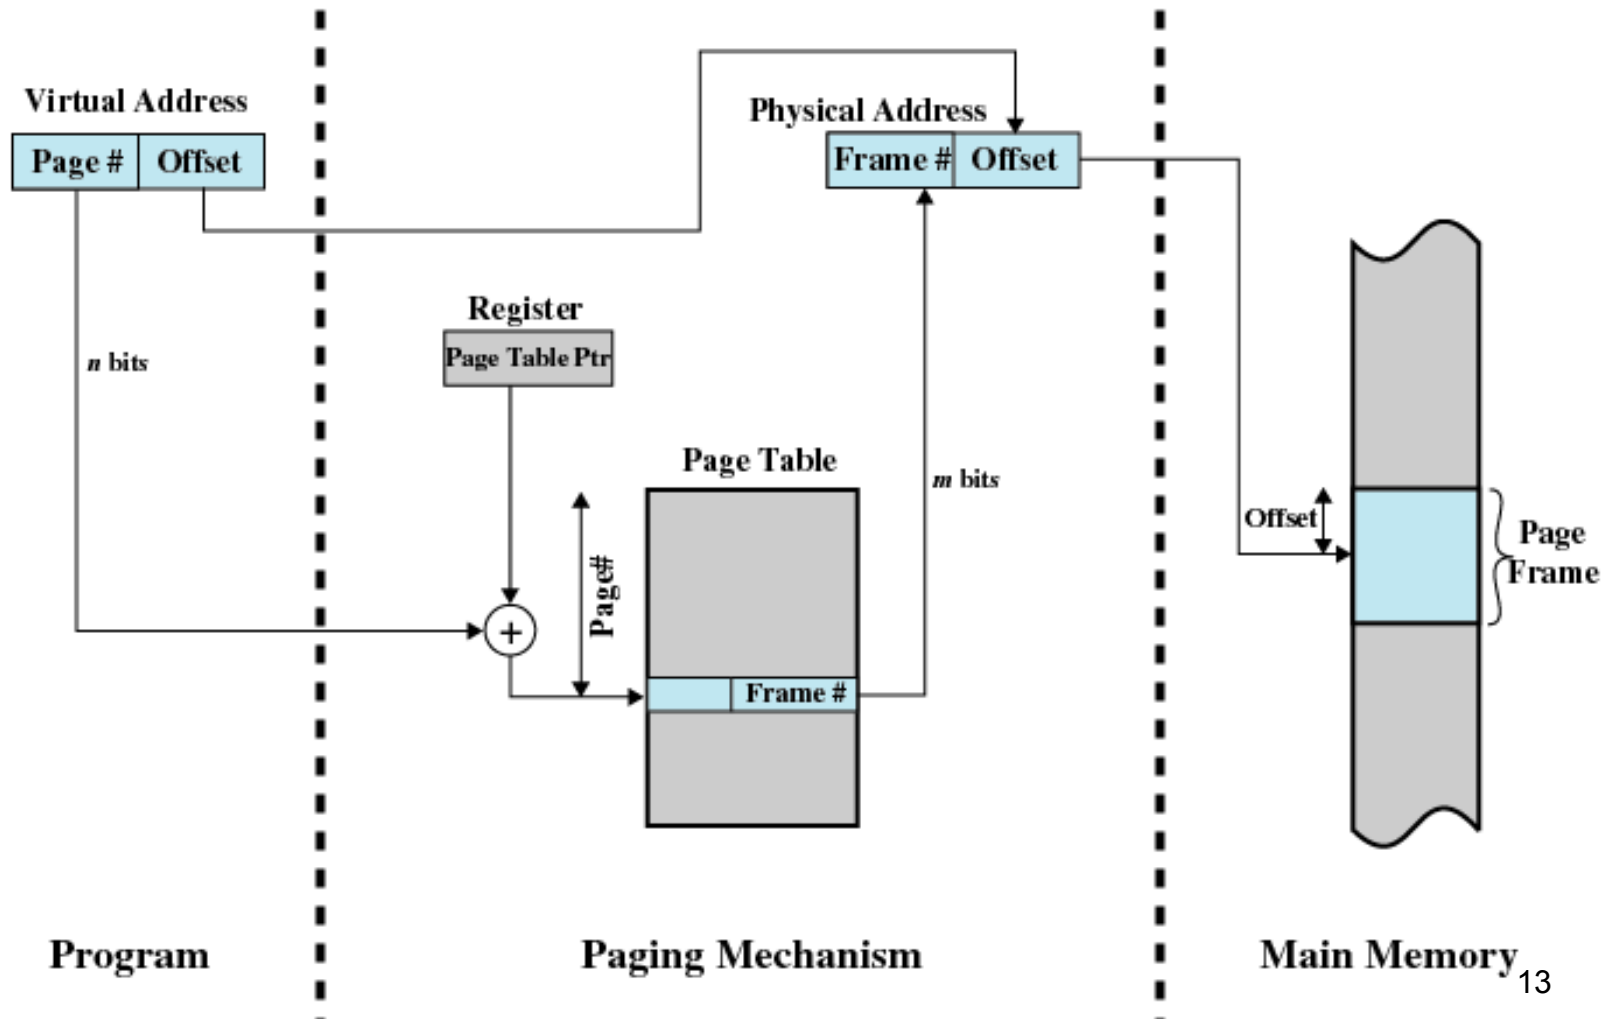 Virtual Address
Page #
Offset
Physical Address
Frame #
Offset
n bits
Register
Page Table Ptr
Page Table
m bits
Page#
+
Frame #
Offset
Page
Frame
Program
Paging Mechanism
Main Memory
13